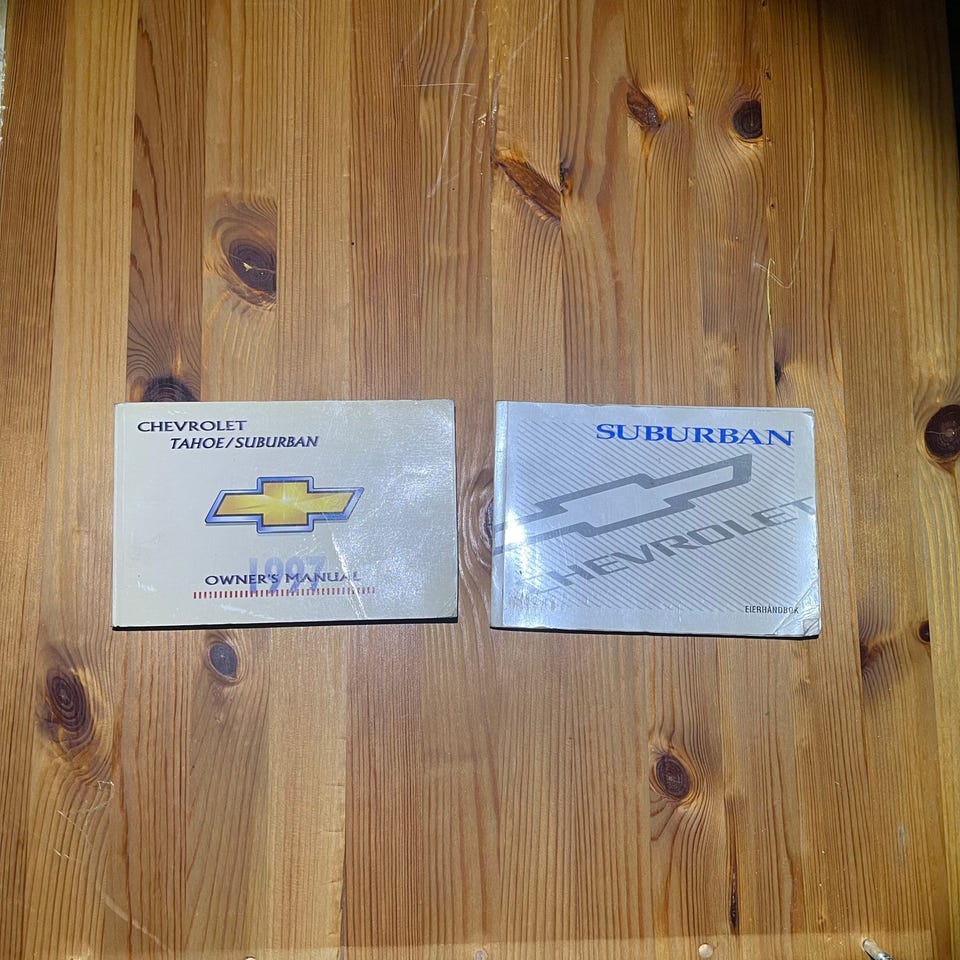 CHEVROLET
TAHOE/SUBURBAN
1997
OWNER'S MANUAL
SUBURBAN
CHEVROLET
EIERHÅNDBOK